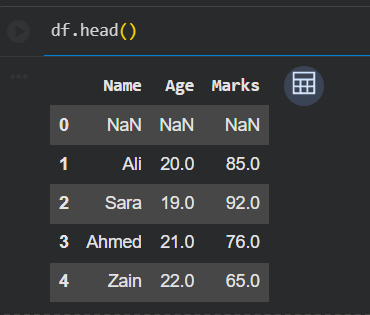 df.head()
Name Age Marks
0 NaN NaN NaN
1 Ali 20.0 85.0
2 Sara 19.0 92.0
3 Ahmed 21.0 76.0
4 Zain 22.0 65.0